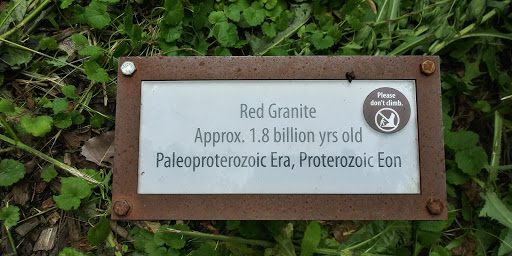 Red Granite
Approx. 1.8 billion yrs old
Paleoproterozoic Era, Proterozoic Eon
Please
don't climb.